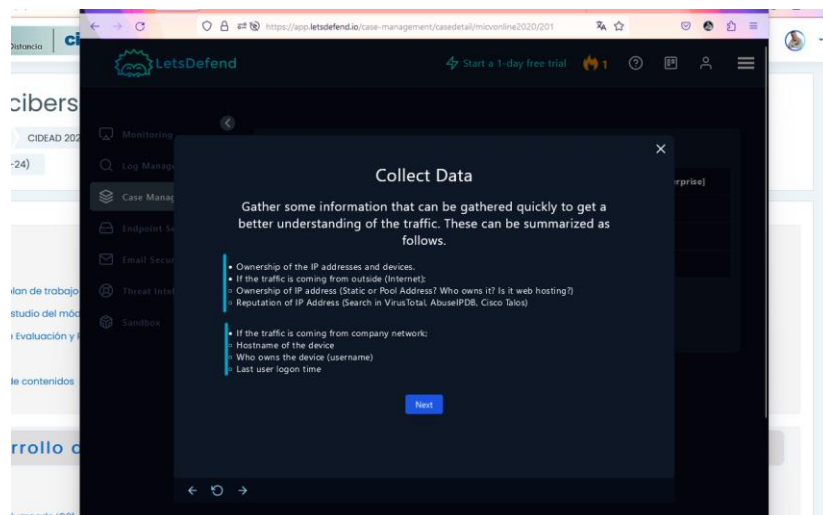 https://app.letsdefend.io/case-management/casedetail/micvonline2020/201
Distancia
LetsDefend
Start a 1-day free trial
1
cibers
CIDEAD 202
-24)
Monitoring
Log Manage
Case Manag
Endpoint Se
Email Secur
Threat Intel
Sandbox
erprise]
Collect Data
Gather some information that can be gathered quickly to get a
better understanding of the traffic. These can be summarized as
follows.
• Ownership of the IP addresses and devices.
• If the traffic is coming from outside (Internet);
Ownership of IP address (Static or Pool Address? Who owns it? Is it web hosting?)
Reputation of IP Address (Search in VirusTotal, AbuseIPDB, Cisco Talos)
• If the traffic is coming from company network;
Hostname of the device
Who owns the device (username)
Last user logon time
Next
lan de trabajo
studio del mód
Evaluación y
de contenidos
rrollo